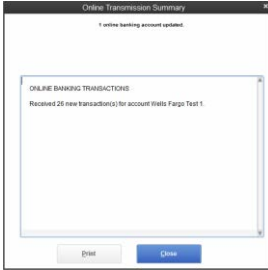 Online Transmission Summary
1 online banking account updated.
ONLINE BANKING TRANSACTIONS
Received 26 new transaction(s) for account Wells Fargo Test 1.
Print Close